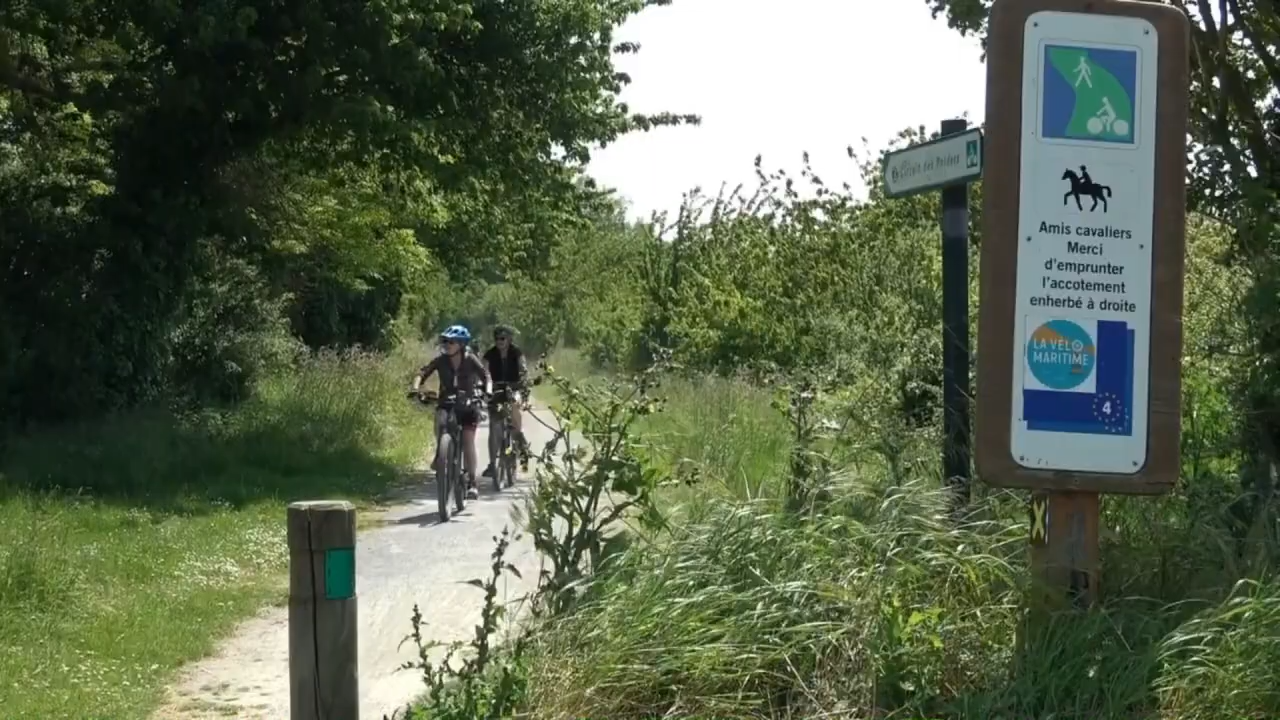 Amis cavaliers
Merci
d'emprunter
l'accotement
enherbé à droite
LA VÉLO
MARITIME
4